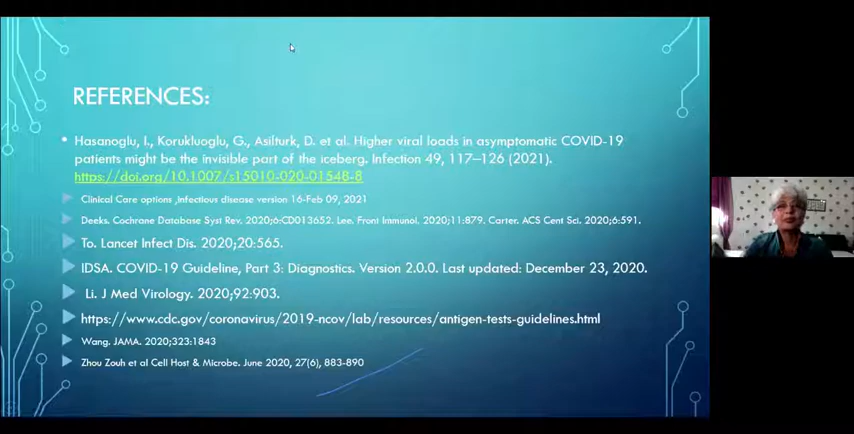 REFERENCES:
Hasanoglu, I., Korukluoglu, G., Asilturk, D. et al. Higher viral loads in asymptomatic COVID-19
patients might be the invisible part of the iceberg. Infection 49, 117–126 (2021).
https://doi.org/10.1007/s15010-020-01548-8
Clinical Care options ,infectious disease version 16-Feb 09, 2021
Deeks. Cochrane Database Syst Rev. 2020;6:CD013652. Lee. Front Immunol. 2020;11:879. Carter. ACS Cent Sci. 2020;6:591.
To. Lancet Infect Dis. 2020;20:565.
IDSA. COVID-19 Guideline, Part 3: Diagnostics. Version 2.0.0. Last updated: December 23, 2020.
Li. J Med Virology. 2020;92:903.
https://www.cdc.gov/coronavirus/2019-ncov/lab/resources/antigen-tests-guidelines.html
Wang. JAMA. 2020;323:1843
Zhou Zouh et al Cell Host & Microbe. June 2020, 27(6), 883-890